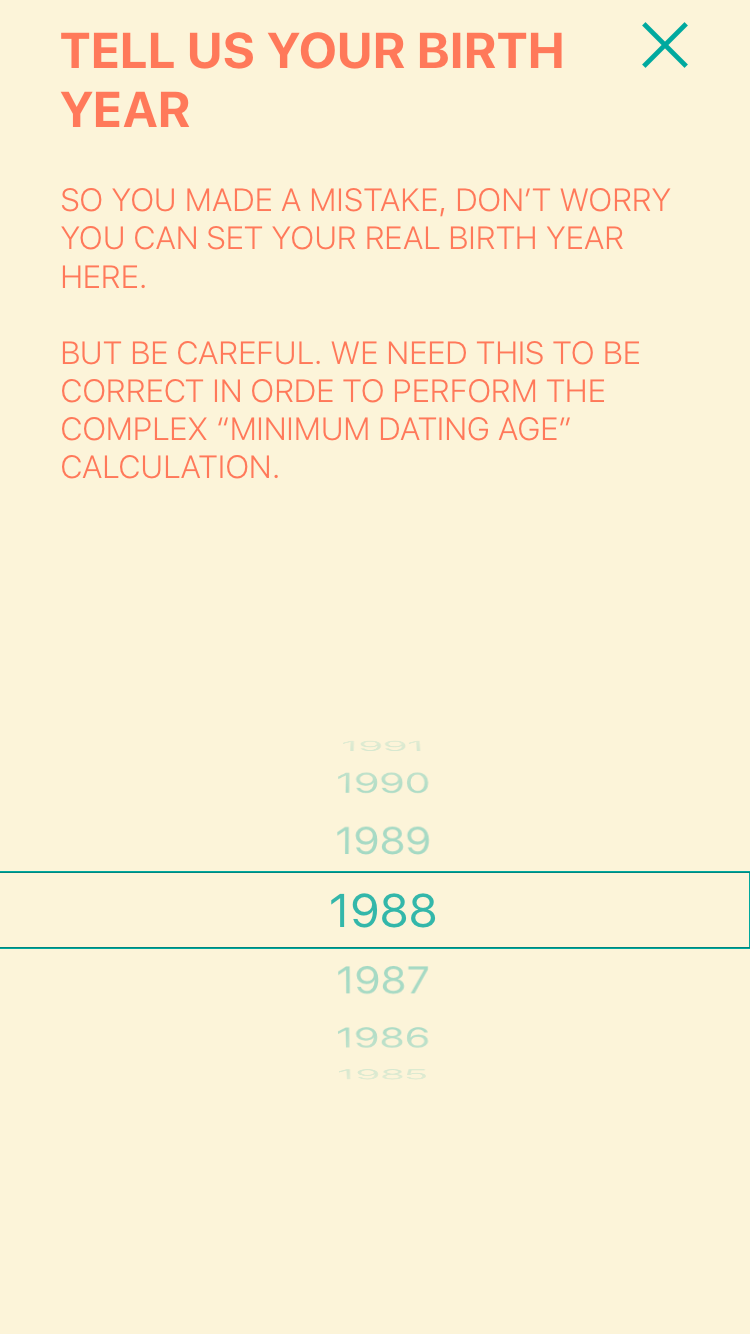 TELL US YOUR BIRTH
YEAR
SO YOU MADE A MISTAKE, DON’T WORRY
YOU CAN SET YOUR REAL BIRTH YEAR
HERE.
BUT BE CAREFUL. WE NEED THIS TO BE
CORRECT IN ORDE TO PERFORM THE
COMPLEX “MINIMUM DATING AGE”
CALCULATION.
1991
1990
1989
1988
1987
1986
1985